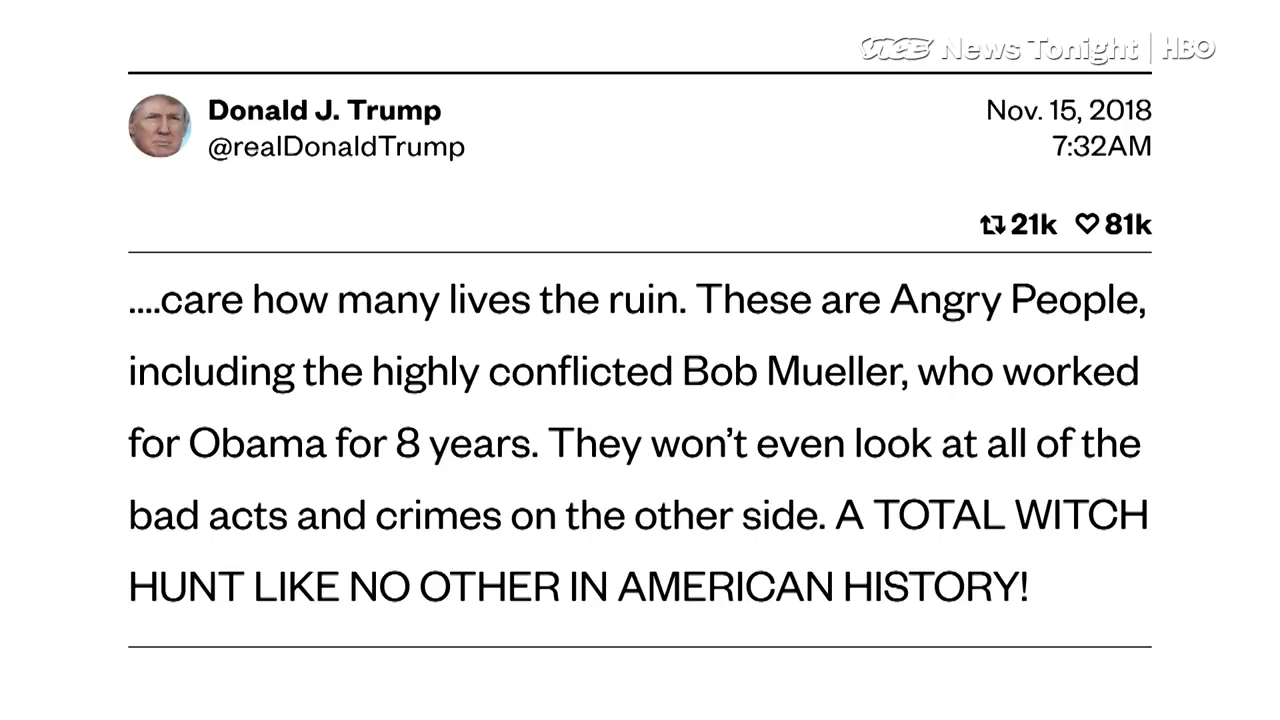 VICE News Tonight | HBO
Donald J. Trump
@realDonaldTrump
Nov. 15, 2018
7:32AM
21k 81k
....care how many lives the ruin. These are Angry People,
including the highly conflicted Bob Mueller, who worked
for Obama for 8 years. They won’t even look at all of the
bad acts and crimes on the other side. A TOTAL WITCH
HUNT LIKE NO OTHER IN AMERICAN HISTORY!